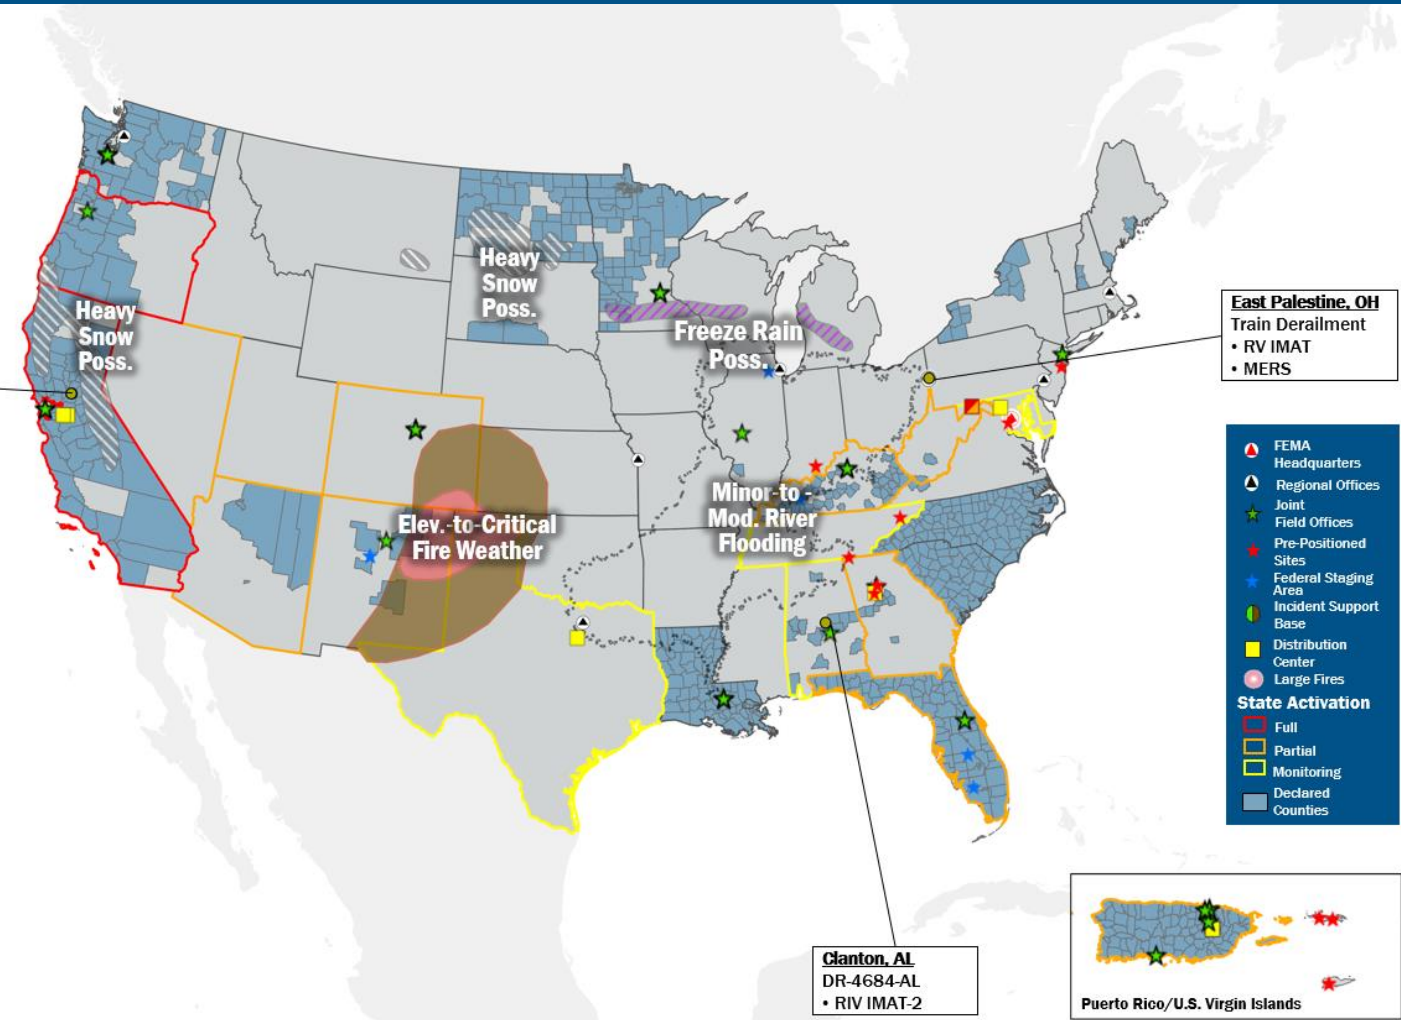 Heavy
Snow
Poss.
Heavy
Snow
Poss.
Freeze Rain
Poss.
Elev.-to-Critical
Fire Weather
Minor-to -
Mod. River
Flooding
East Palestine, OH
Train Derailment
• RV IMAT
• MERS
FEMA
Headquarters
Regional Offices
Joint
Field Offices
Pre-Positioned
Sites
Federal Staging
Area
Incident Support
Base
Distribution
Center
Large Fires
State Activation
Full
Partial
Monitoring
Declared
Counties
Clanton, AL
DR-4684-AL
• RIV IMAT-2
Puerto Rico/U.S. Virgin Islands